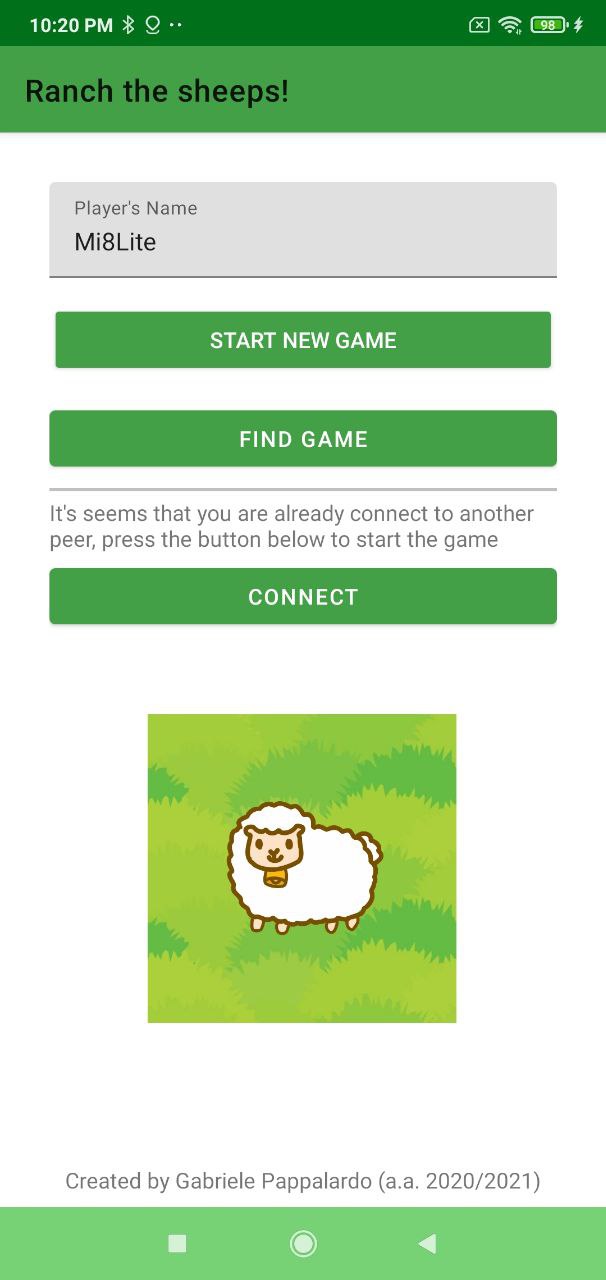 10:20 PM
98
Ranch the sheeps!
Player's Name
Mi8Lite
START NEW GAME
FIND GAME
It's seems that you are already connect to another
peer, press the button below to start the game
CONNECT
Created by Gabriele Pappalardo (a.a. 2020/2021)